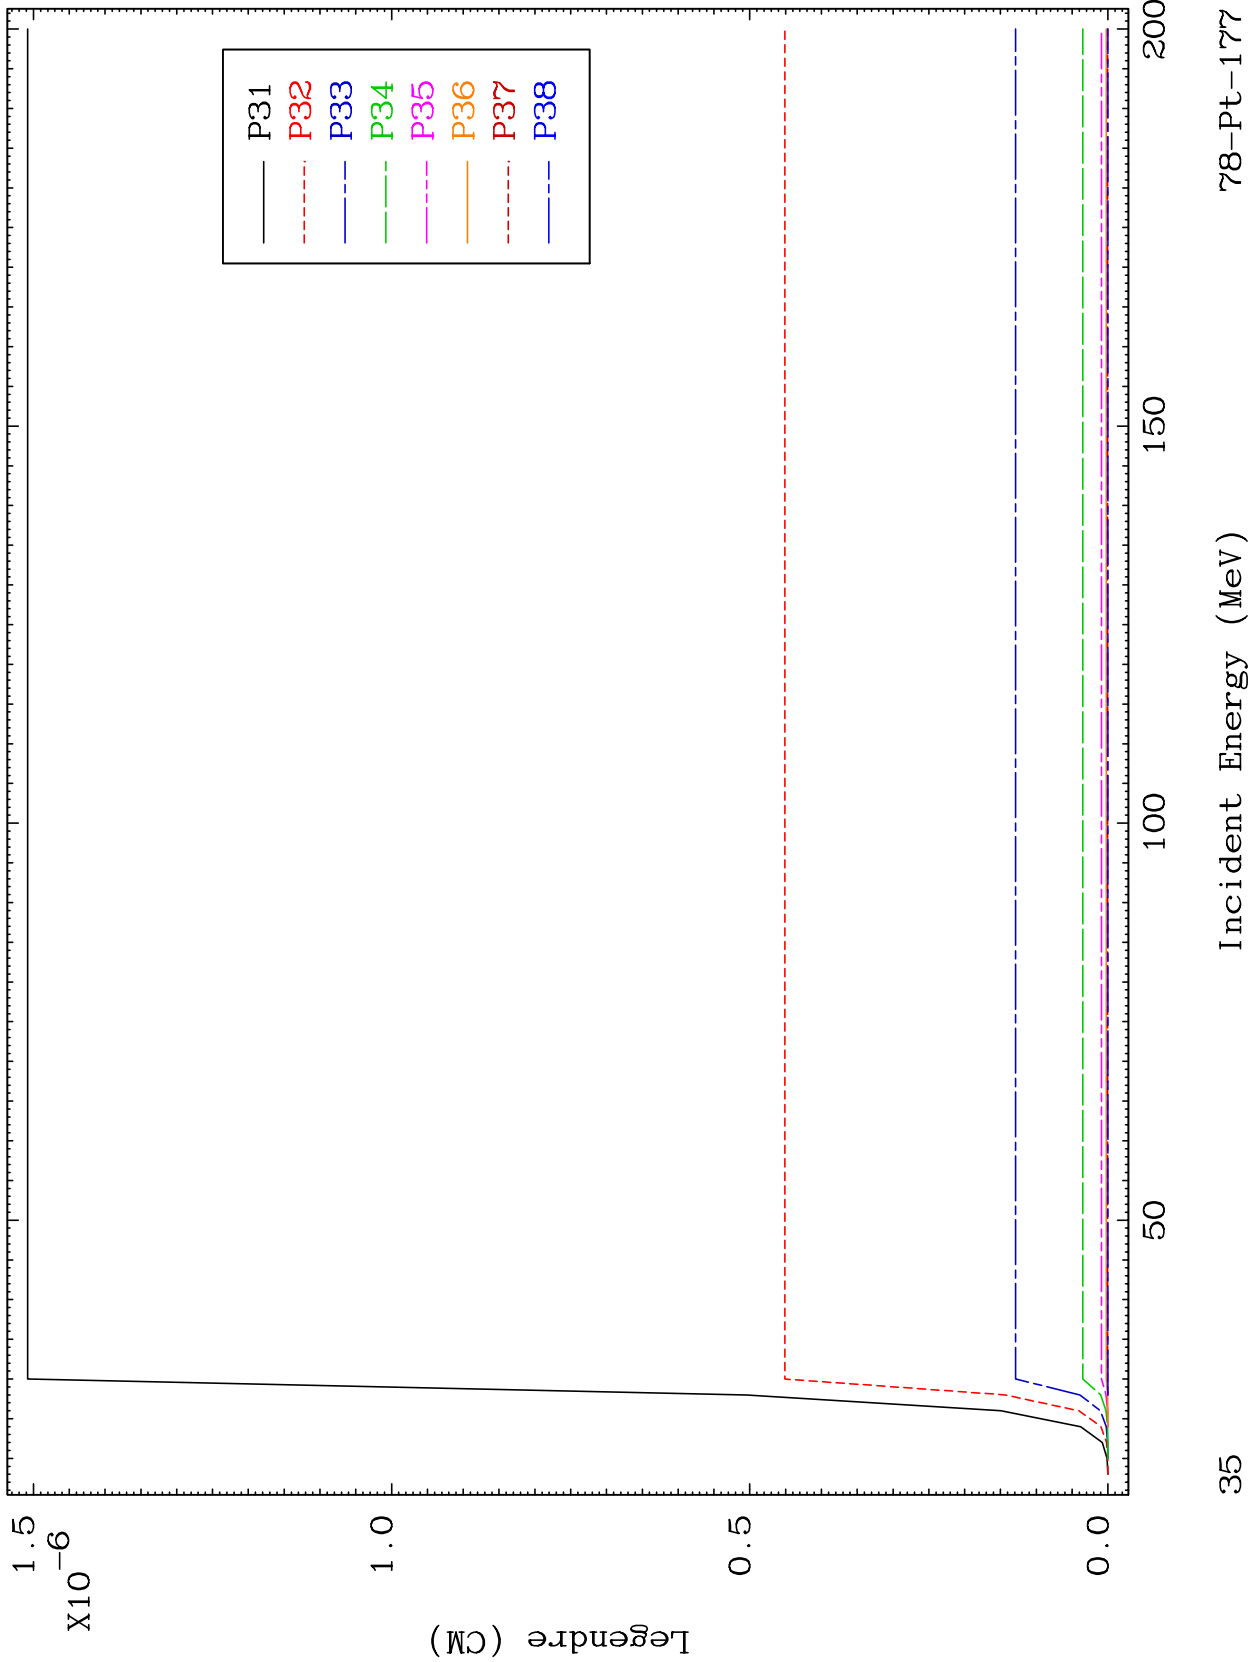 1.5
X10⁻⁶
1.0
0.5
0.0
Legendre (CM)
P31
P32
P33
P34
P35
P36
P37
P38
50
100
150
200
35
Incident Energy (MeV)
78-Pt-177